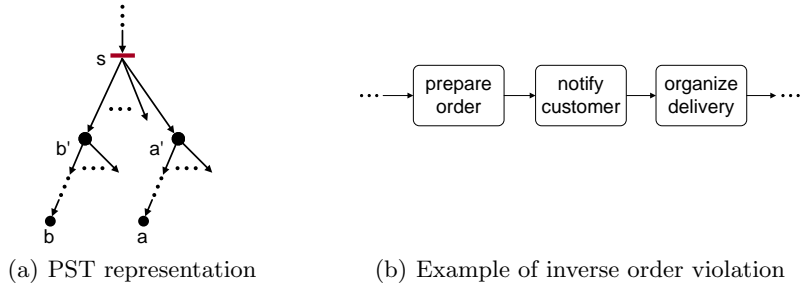 s
b'
a'
b
a
prepare
order
notify
customer
organize
delivery
(a) PST representation
(b) Example of inverse order violation